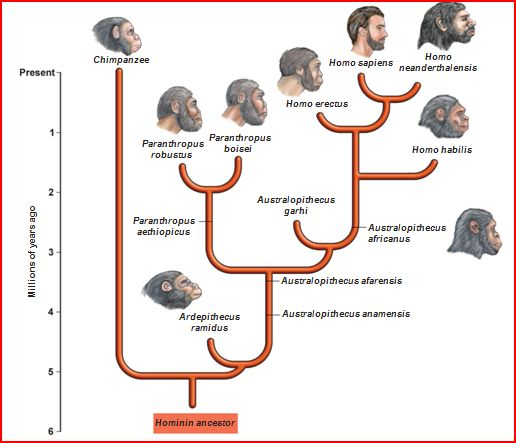 Chimpanzee
Homo sapiens
Homo
neanderthalensis
Present
Homo erectus
1
Paranthropus
robustus
Paranthropus
boisei
Homo habilis
2
Australopithecus
garhi
Paranthropus
aethiopicus
Australopithecus
africanus
3
Millions of years ago
Australopithecus afarensis
4
Ardepithecus
ramidus
Australopithecus anamensis
5
Hominin ancestor
6